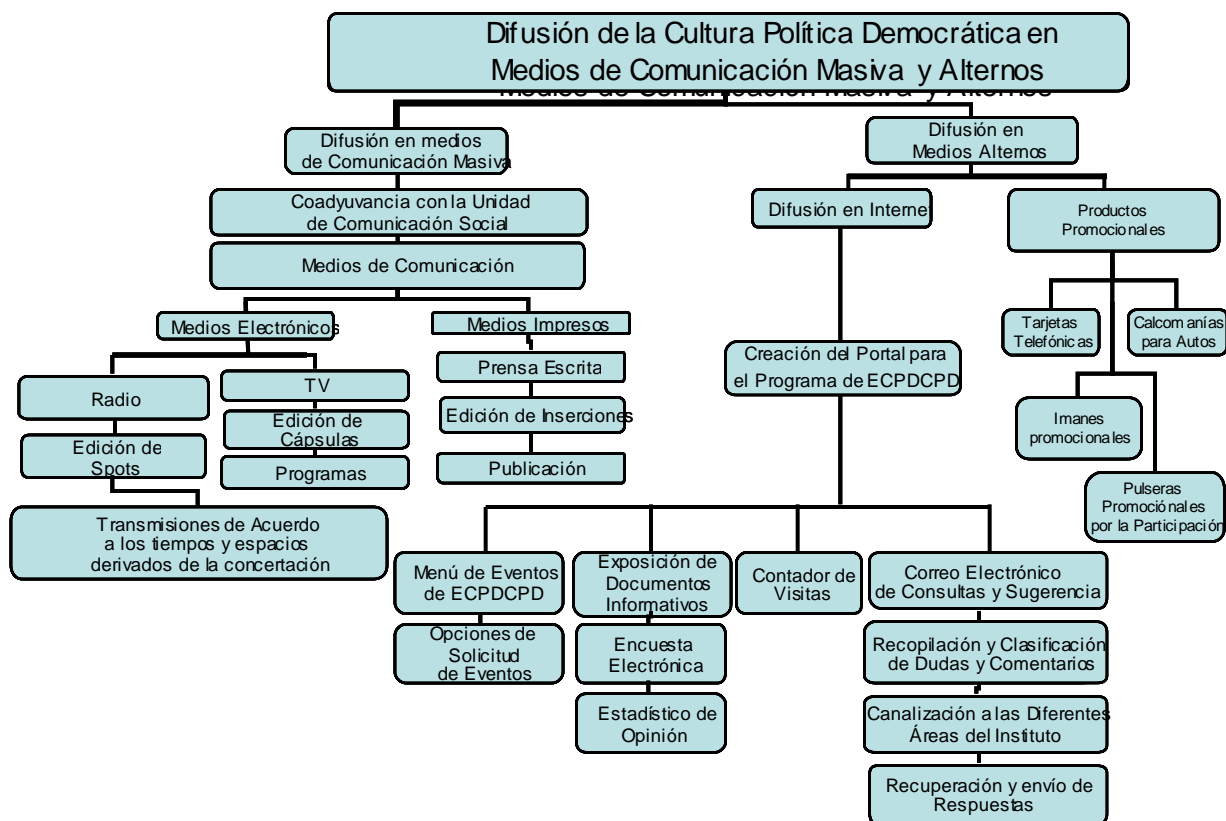 Difusión de la Cultura Política Democrática en
Medios de Comunicación Masiva y Alternos
Medios de Comunicación Masiva y Alternos
Difusión en medios
de Comunicación Masiva
Coadyuvancia con la Unidad
de Comunicación Social
Medios de Comunicación
Medios Electrónicos
Radio
Edición de
Spots
Transmisiones de Acuerdo
a los tiempos y espacios
derivados de la concertación
TV
Edición de
Cápsulas
Programas
Medios Impresos
Prensa Escrita
Edición de Inserciones
Publicación
Difusión en
Medios Alternos
Difusión en Internet
Creación del Portal para
el Programa de ECPDCPD
Menú de Eventos
de ECPDCPD
Opciones de
Solicitud
de Eventos
Exposición de
Documentos
Informativos
Encuesta
Electrónica
Estadístico de
Opinión
Contador de
Visitas
Correo Electrónico
de Consultas y Sugerencia
Recopilación y Clasificación
de Dudas y Comentarios
Canalización a las Diferentes
Áreas del Instituto
Recuperación y envío de
Respuestas
Productos
Promocionales
Tarjetas
Telefónicas
Calcomanías
para Autos
Imanes
promocionales
Pulseras
Promociónales
por la Participación